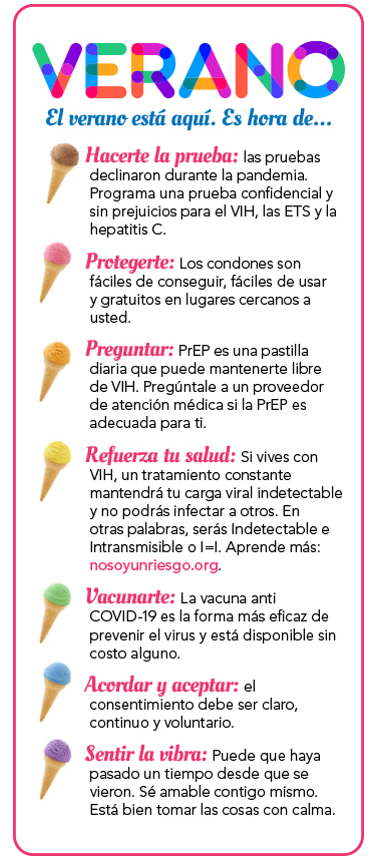 VERANO
El verano está aquí. Es hora de...
Hacerte la prueba: las pruebas
declinaron durante la pandemia.
Programa una prueba confidencial y
sin prejuicios para el VIH, las ETS y la
hepatitis C.
Protegerte: Los condones son
fáciles de conseguir, fáciles de usar
y gratuitos en lugares cercanos a
usted.
Preguntar: PrEP es una pastilla
diaria que puede mantenerte libre
de VIH. Pregúntale a un proveedor
de atención médica si la PrEP es
adecuada para ti.
Refuerza tu salud: Si vives con
VIH, un tratamiento constante
mantendrá tu carga viral indetectable
y no podrás infectar a otros. En
otras palabras, serás Indetectable e
Intransmisible o I=I. Aprende más:
nosoyunriesgo.org.
Vacunarte: La vacuna anti
COVID-19 es la forma más eficaz de
prevenir el virus y está disponible sin
costo alguno.
Acordar y aceptar: el
consentimiento debe ser claro,
continuo y voluntario.
Sentir la vibra: Puede que haya
pasado un tiempo desde que se
vieron. Sé amable contigo mismo.
Está bien tomar las cosas con calma.